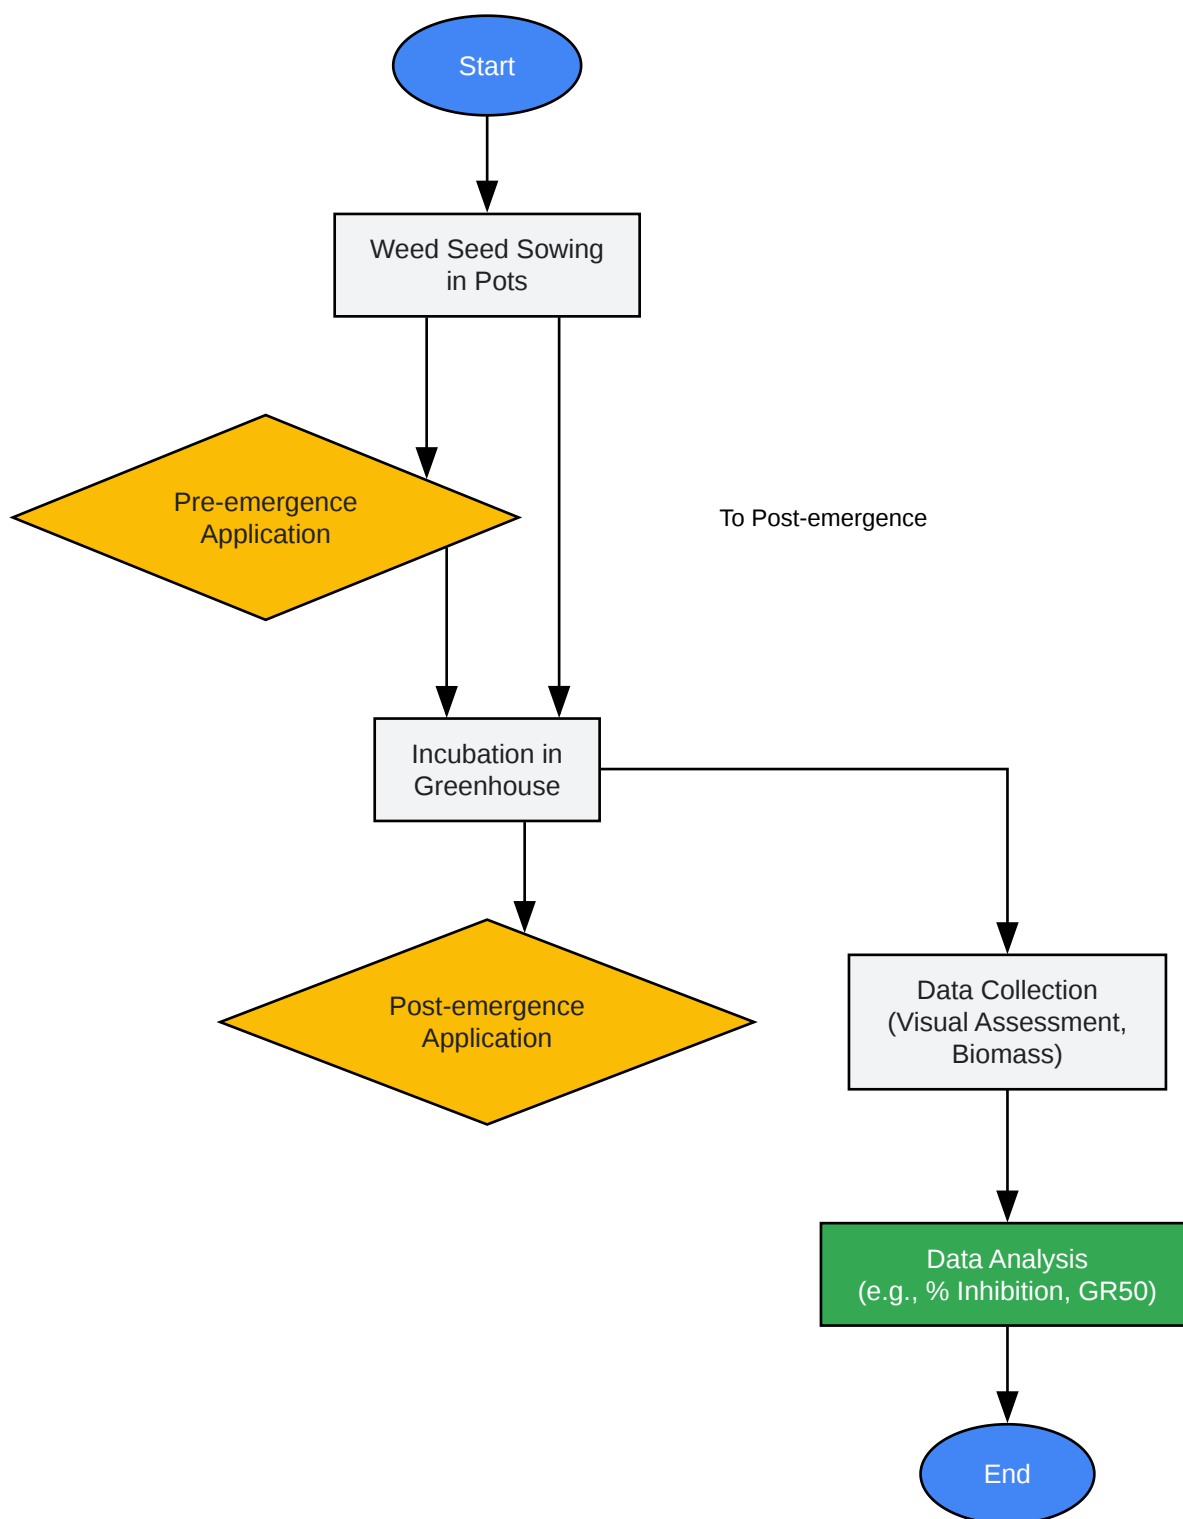 Start
Weed Seed Sowing
in Pots
Pre-emergence
Application
To Post-emergence
Incubation in
Greenhouse
Post-emergence
Application
Data Collection
(Visual Assessment,
Biomass)
Data Analysis
(e.g., % Inhibition, GR50)
End